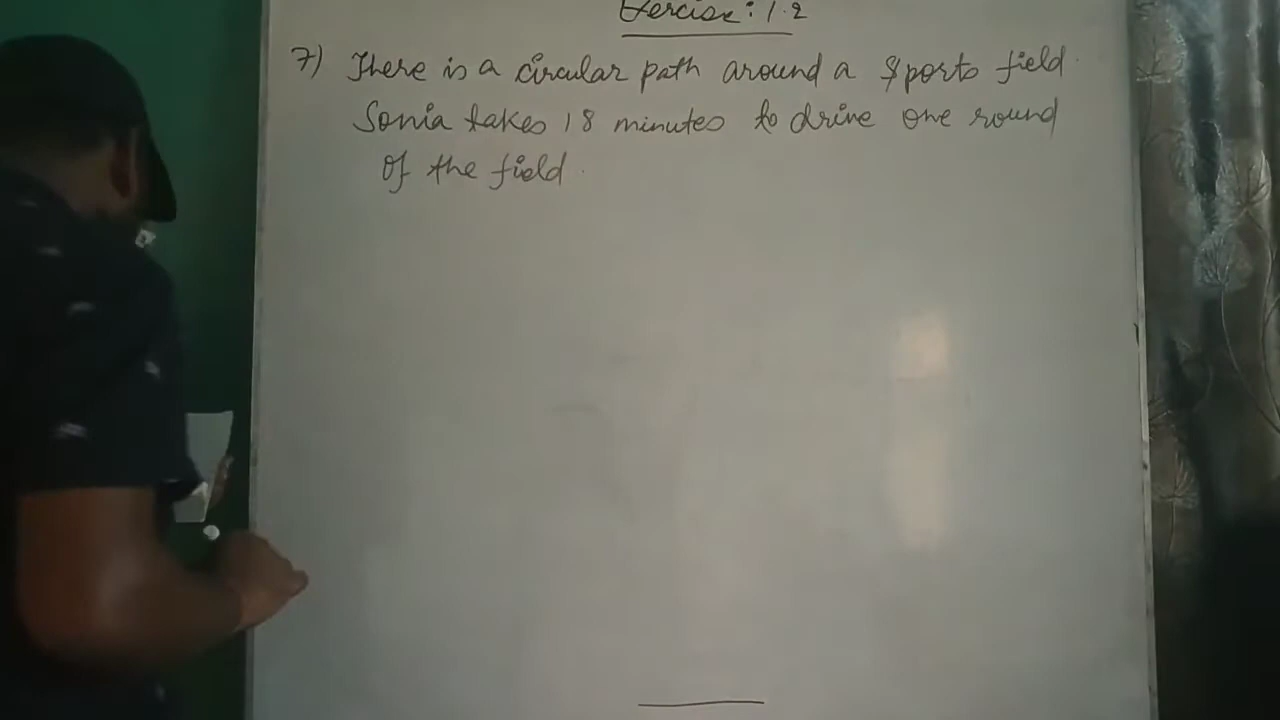 Exercise: 1.2
7) There is a circular path around a sports field.
Sonia takes 18 minutes to drive one round
of the field.